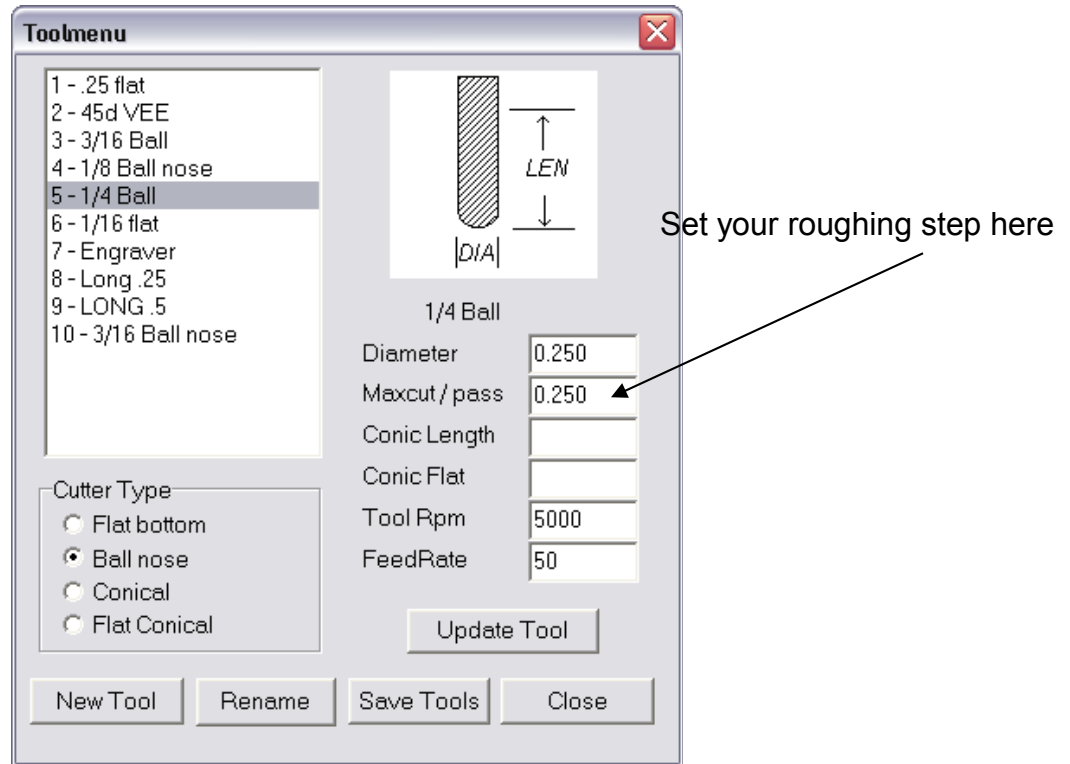 Toolmenu
1 - .25 flat
2 - 45d VEE
3 - 3/16 Ball
4 - 1/8 Ball nose
5 - 1/4 Ball
6 - 1/16 flat
7 - Engraver
8 - Long .25
9 - LONG .5
10 - 3/16 Ball nose
LEN
DIA
Set your roughing step here
1/4 Ball
Diameter 0.250
Maxcut / pass 0.250
Conic Length
Conic Flat
Tool Rpm 5000
FeedRate 50
Cutter Type
Flat bottom
Ball nose
Conical
Flat Conical
Update Tool
New Tool Rename Save Tools Close